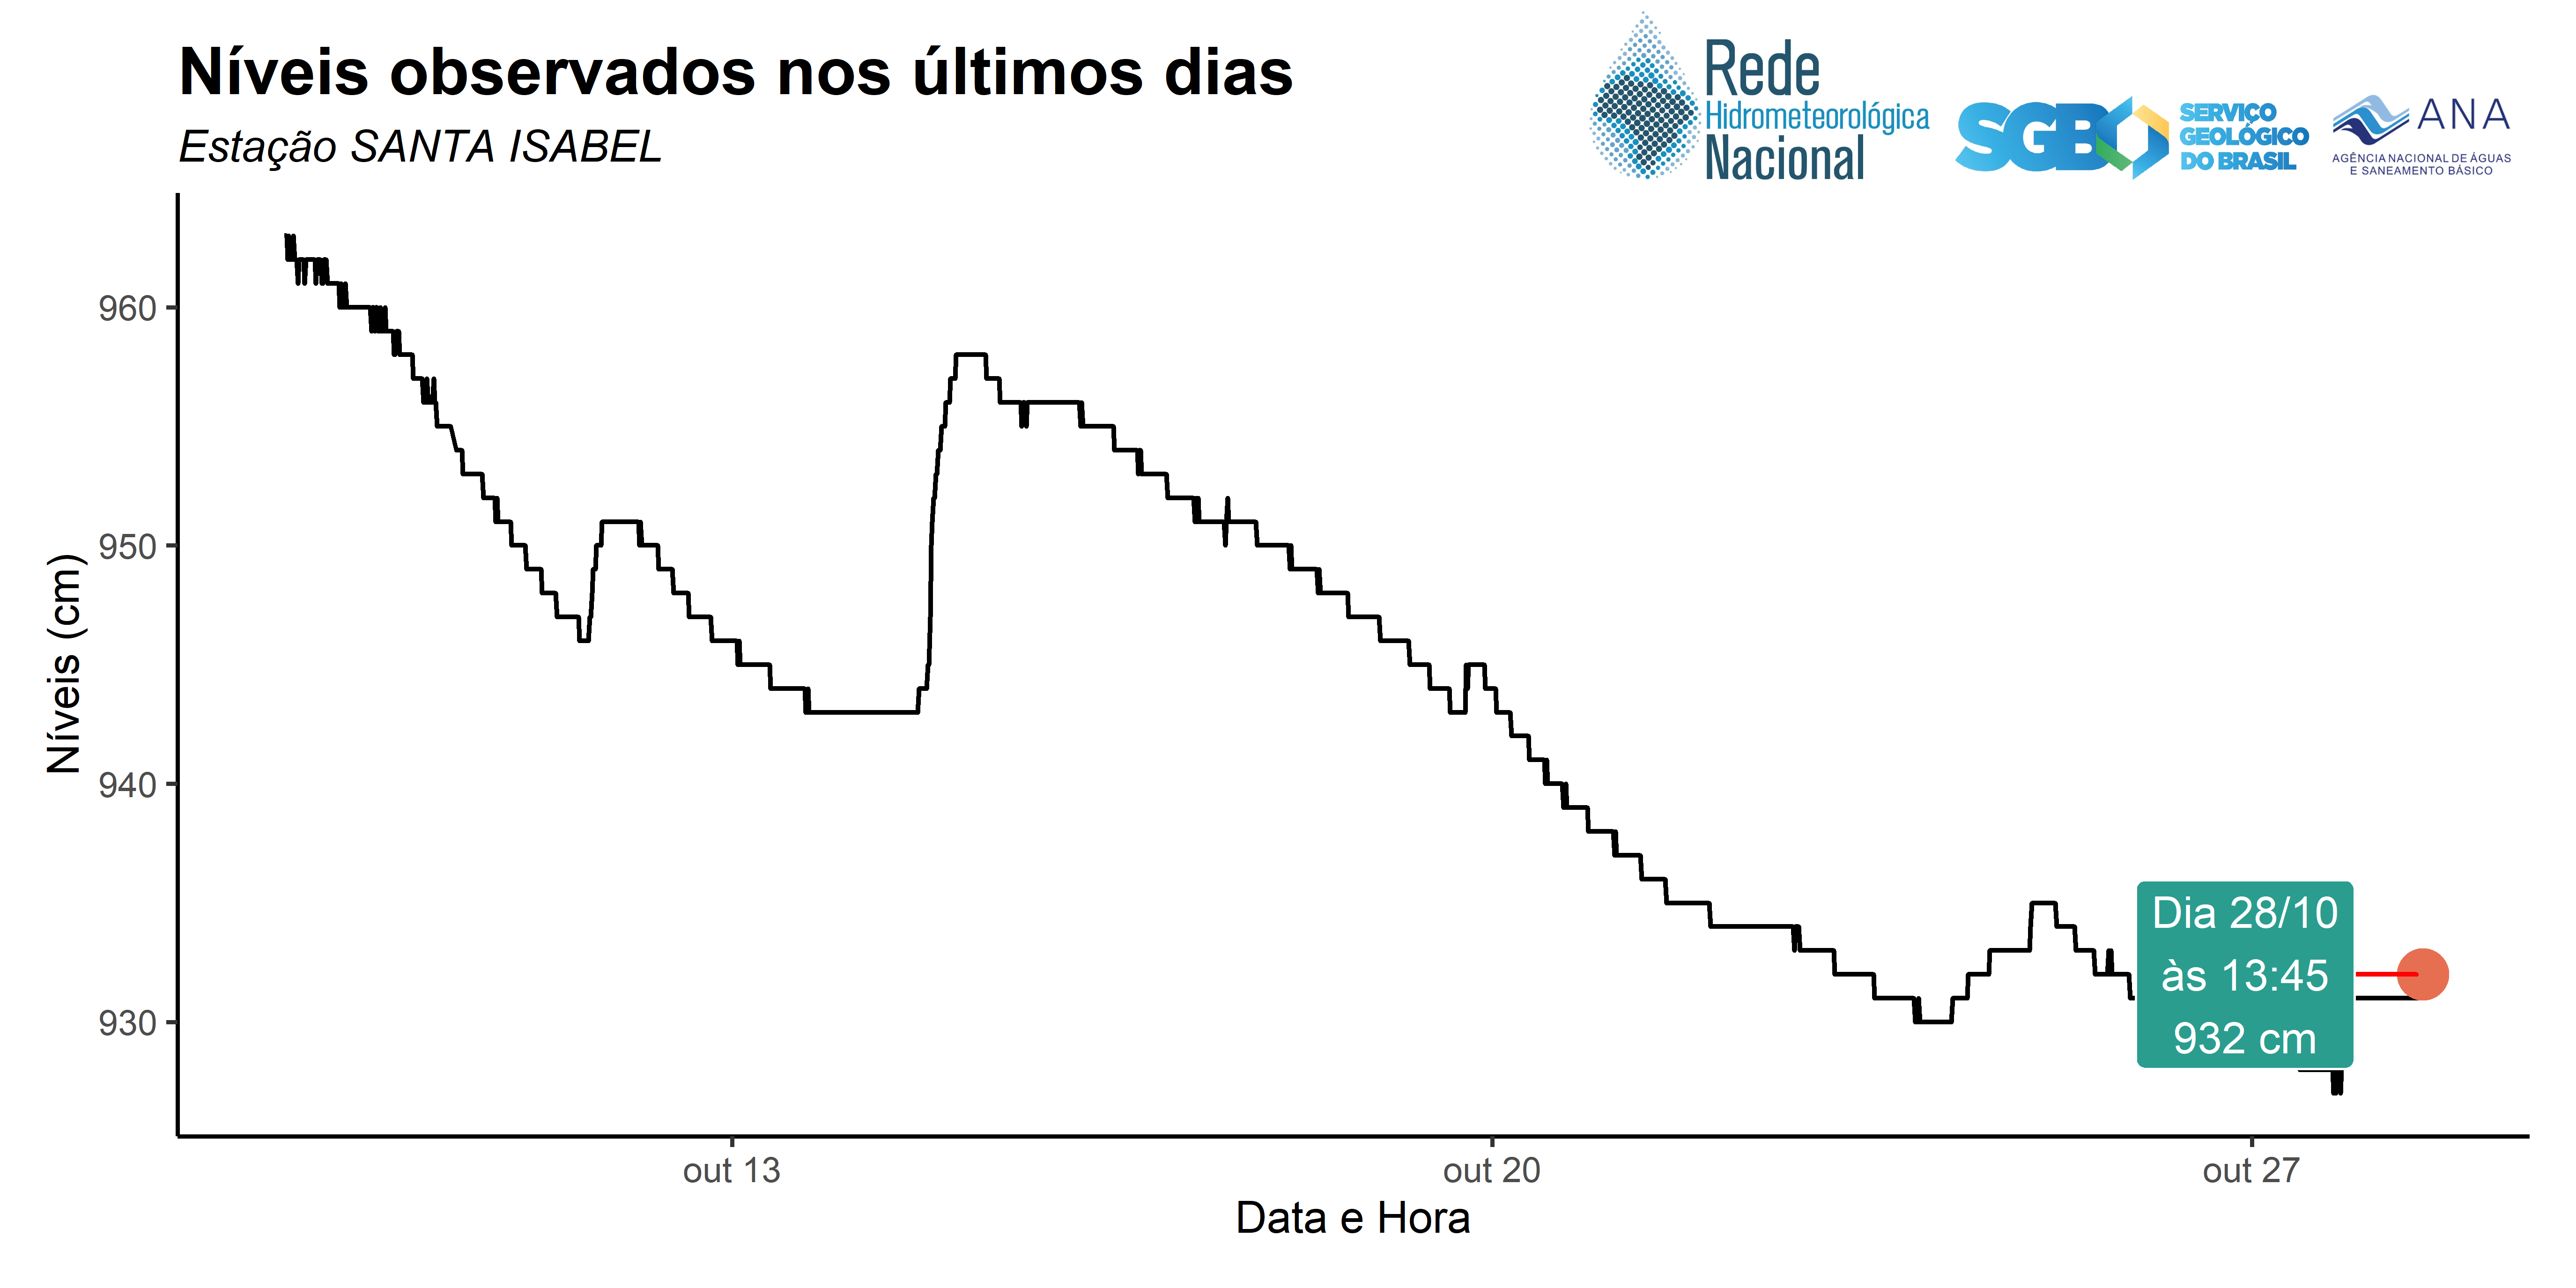 Níveis observados nos últimos dias
Estação SANTA ISABEL
Rede
Hidrometeorológica
Nacional
SGB
SERVIÇO
GEOLÓGICO
DO BRASIL
ANA
AGÊNCIA NACIONAL DE ÁGUAS
E SANEAMENTO BÁSICO
Níveis (cm)
960
950
940
930
Dia 28/10
às 13:45
932 cm
out 13
out 20
out 27
Data e Hora